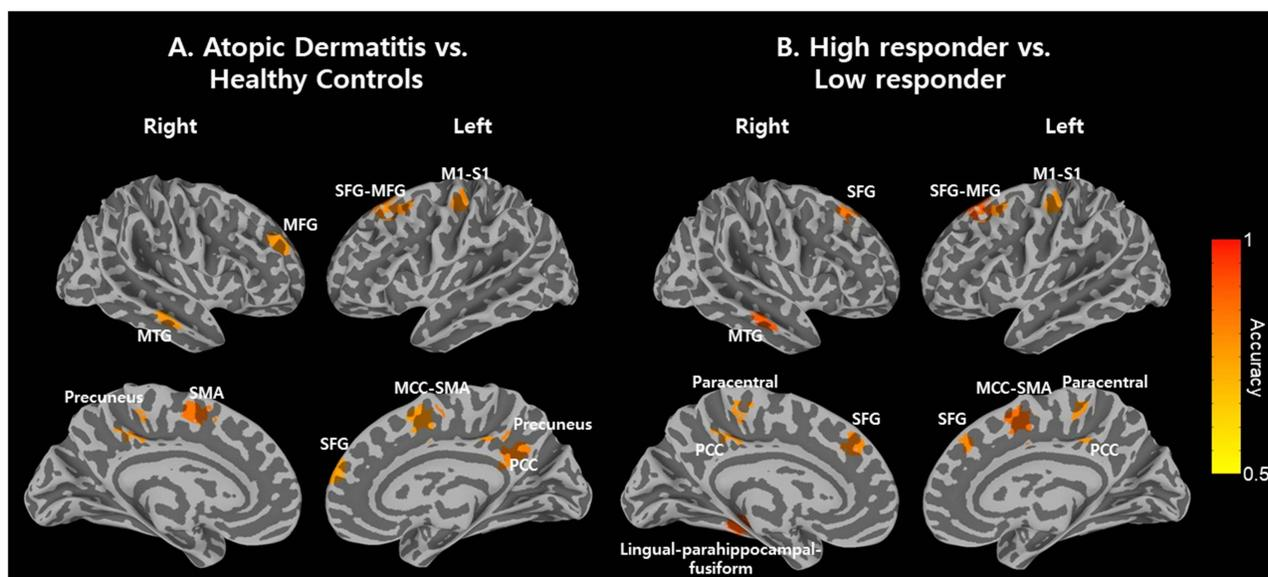 A. Atopic Dermatitis vs.
Healthy Controls
Right
Left
MFG
MTG
SFG-MFG
M1-S1
Precuneus
SMA
MCC-SMA
Precuneus
SFG
PCC
B. High responder vs.
Low responder
Right
Left
SFG
MTG
SFG-MFG
M1-S1
Paracentral
SFG
PCC
Lingual-parahippocampal-
fusiform
MCC-SMA
Paracentral
SFG
PCC
1
Accuracy
0.5